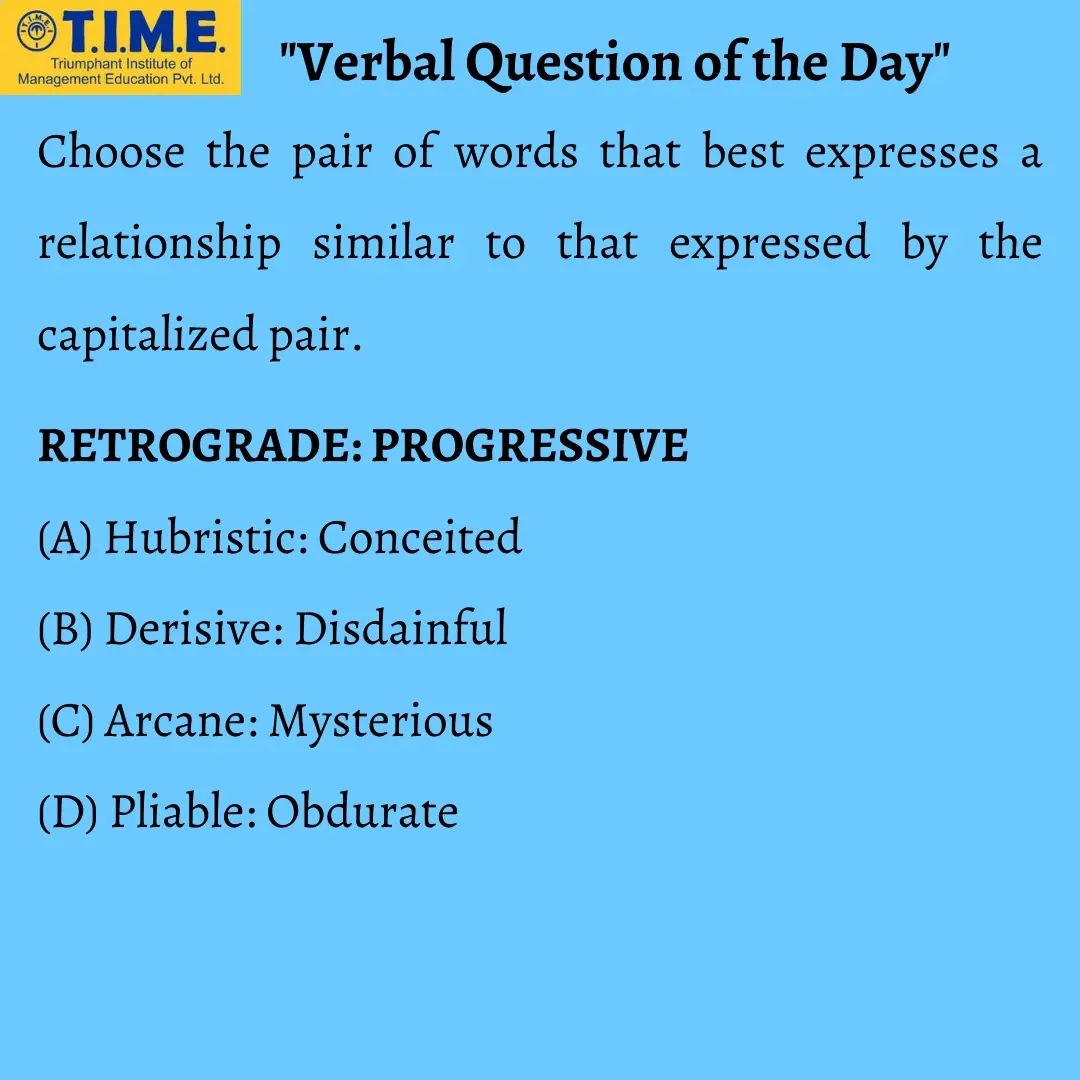 T.I.M.E.
Triumphant Institute of
Management Education Pvt. Ltd.
"Verbal Question of the Day"
Choose the pair of words that best expresses a
relationship similar to that expressed by the
capitalized pair.
RETROGRADE: PROGRESSIVE
(A) Hubristic: Conceited
(B) Derisive: Disdainful
(C) Arcane: Mysterious
(D) Pliable: Obdurate